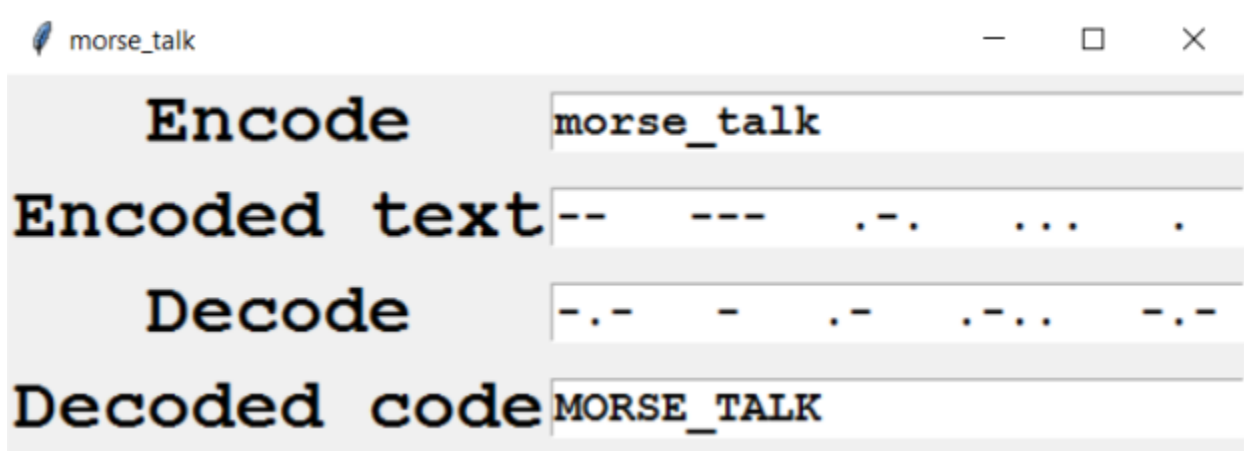 morse_talk
Encode morse_talk
Encoded text -- --- .-. ... .
Decode -.- - .- .-.. -.-
Decoded code MORSE_TALK